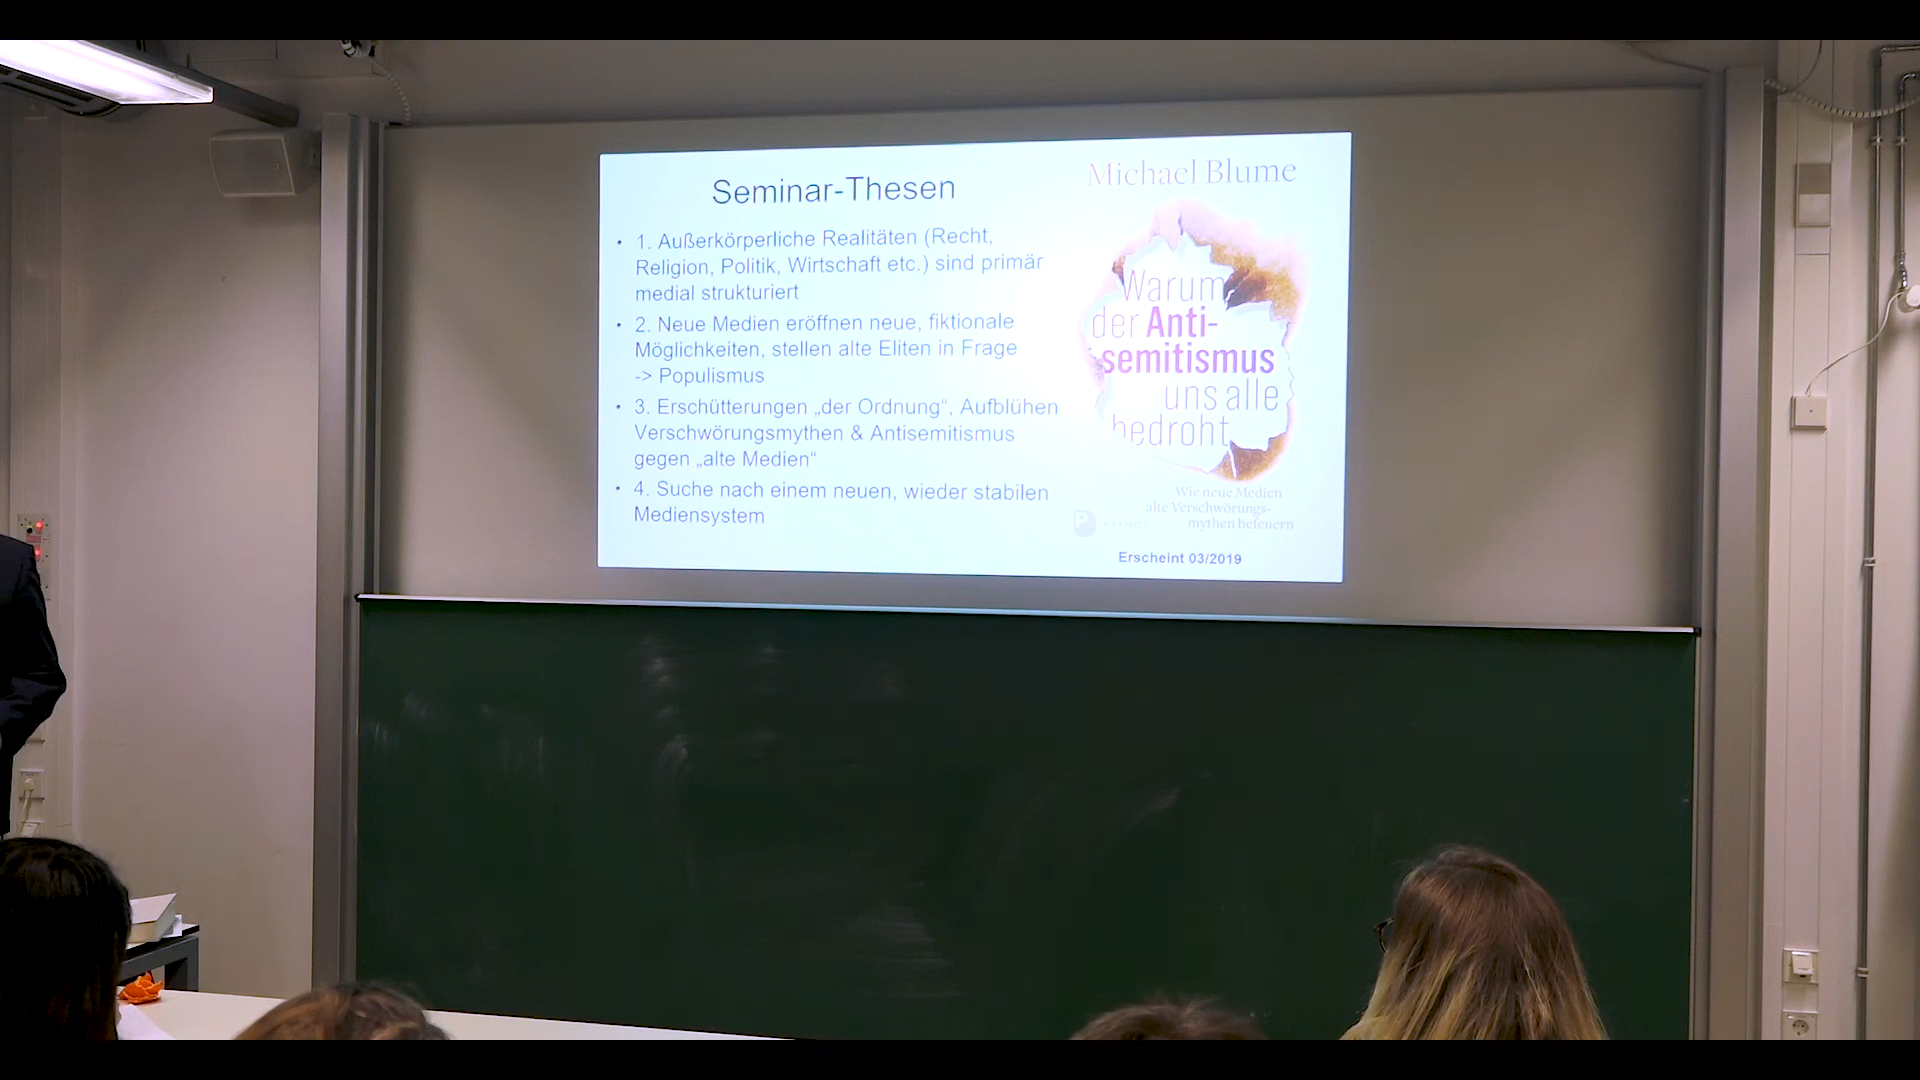 Seminar-Thesen
• 1. Außerkörperliche Realitäten (Recht,
Religion, Politik, Wirtschaft etc.) sind primär
medial strukturiert
• 2. Neue Medien eröffnen neue, fiktionale
Möglichkeiten, stellen alte Eliten in Frage
-> Populismus
• 3. Erschütterungen „der Ordnung“, Aufblühen
Verschwörungsmythen & Antisemitismus
gegen „alte Medien“
• 4. Suche nach einem neuen, wieder stabilen
Mediensystem
Michael Blume
Warum
der Anti-
semitismus
uns alle
bedroht
Wie neue Medien
alte Verschwörungs-
mythen befeuern
P PATMOS
Erscheint 03/2019